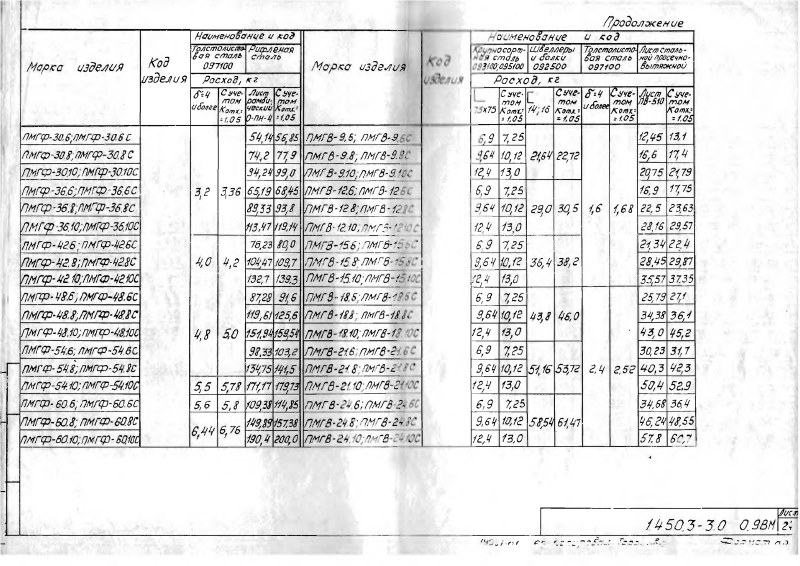 Продолжение
Марка изделия | Код изделия | Наименование и код | Марка изделия | Код изделия | Наименование и код
Толстолистовая сталь 097100 | Рифленая сталь | Крупносортная сталь 093100, 095100 | Швеллеры и балки 092500 | Толстолистовая сталь 097100 | Лист стальной просечно-вытяжной
Расход, кг | Расход, кг
δ=4 и более | С учетом Котх.=1.05 | Лист ромбический О-ПН-4 | С учетом Котх.=1.05 | 75х75 | С учетом Котх.=1.05 | 14; 16 | С учетом Котх.=1.05 | δ=4 и более | С учетом Котх.=1.05 | Лист ПВ-510 | С учетом Котх.=1.05
ПМГФ-30.6; ПМГФ-30.6С | 54,14 | 56,85 | ПМГВ-9.6; ПМГВ-9.6С | 6,9 | 7,25 | 12,45 | 13,1
ПМГФ-30.8; ПМГФ-30.8С | 74,2 | 77,9 | ПМГВ-9.8; ПМГВ-9.8С | 9,64 | 10,12 | 21,64 | 22,72 | 16,6 | 17,4
ПМГФ-30.10; ПМГФ-30.10С | 94,24 | 99,0 | ПМГВ-9.10; ПМГВ-9.10С | 12,4 | 13,0 | 20,75 | 21,79
ПМГФ-36.6; ПМГФ-36.6С | 3,2 | 3,36 | 65,19 | 68,45 | ПМГВ-12.6; ПМГВ-12.6С | 6,9 | 7,25 | 16,9 | 17,75
ПМГФ-36.8; ПМГФ-36.8С | 89,33 | 93,8 | ПМГВ-12.8; ПМГВ-12.8С | 9,64 | 10,12 | 29,0 | 30,5 | 1,6 | 1,68 | 22,5 | 23,63
ПМГФ-36.10; ПМГФ-36.10С | 113,47 | 119,14 | ПМГВ-12.10; ПМГВ-12.10С | 12,4 | 13,0 | 28,16 | 29,57
ПМГФ-42.6; ПМГФ-42.6С | 76,23 | 80,0 | ПМГВ-15.6; ПМГВ-15.6С | 6,9 | 7,25 | 21,34 | 22,4
ПМГФ-42.8; ПМГФ-42.8С | 4,0 | 4,2 | 104,47 | 109,7 | ПМГВ-15.8; ПМГВ-15.8С | 9,64 | 10,12 | 36,4 | 38,2 | 28,45 | 29,87
ПМГФ-42.10; ПМГФ-42.10С | 132,7 | 139,3 | ПМГВ-15.10; ПМГВ-15.10С | 12,4 | 13,0 | 35,57 | 37,35
ПМГФ-48.6; ПМГФ-48.6С | 87,28 | 91,6 | ПМГВ-18.6; ПМГВ-18.6С | 6,9 | 7,25 | 25,79 | 27,1
ПМГФ-48.8; ПМГФ-48.8С | 119,61 | 125,6 | ПМГВ-18.8; ПМГВ-18.8С | 9,64 | 10,12 | 43,8 | 46,0 | 34,38 | 36,1
ПМГФ-48.10; ПМГФ-48.10С | 4,8 | 5,0 | 151,94 | 159,54 | ПМГВ-18.10; ПМГВ-18.10С | 12,4 | 13,0 | 43,0 | 45,2
ПМГФ-54.6; ПМГФ-54.6С | 98,33 | 103,2 | ПМГВ-21.6; ПМГВ-21.6С | 6,9 | 7,25 | 30,23 | 31,7
ПМГФ-54.8; ПМГФ-54.8С | 134,75 | 141,5 | ПМГВ-21.8; ПМГВ-21.8С | 9,64 | 10,12 | 51,16 | 53,72 | 2,4 | 2,52 | 40,3 | 42,3
ПМГФ-54.10; ПМГФ-54.10С | 5,5 | 5,78 | 171,17 | 179,73 | ПМГВ-21.10; ПМГВ-21.10С | 12,4 | 13,0 | 50,4 | 52,9
ПМГФ-60.6; ПМГФ-60.6С | 5,6 | 5,8 | 109,38 | 114,85 | ПМГВ-24.6; ПМГВ-24.6С | 6,9 | 7,25 | 34,68 | 36,4
ПМГФ-60.8; ПМГФ-60.8С | 6,44 | 6,76 | 149,89 | 157,38 | ПМГВ-24.8; ПМГВ-24.8С | 9,64 | 10,12 | 58,54 | 61,47 | 46,24 | 48,55
ПМГФ-60.10; ПМГФ-60.10С | 190,4 | 200,0 | ПМГВ-24.10; ПМГВ-24.10С | 12,4 | 13,0 | 57,8 | 60,7
1.450.3-3.0 0.98М
Лист
24
Копировал
Формат